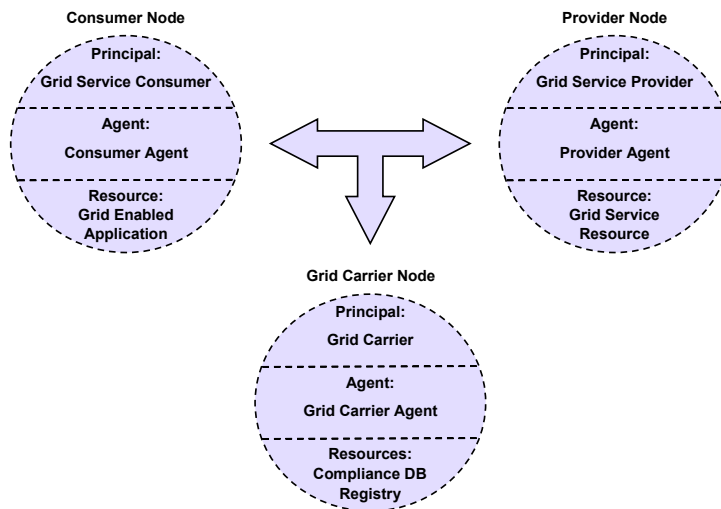 Consumer Node
Principal:
Grid Service Consumer
Agent:
Consumer Agent
Resource:
Grid Enabled
Application
Provider Node
Principal:
Grid Service Provider
Agent:
Provider Agent
Resource:
Grid Service
Resource
Grid Carrier Node
Principal:
Grid Carrier
Agent:
Grid Carrier Agent
Resources:
Compliance DB
Registry